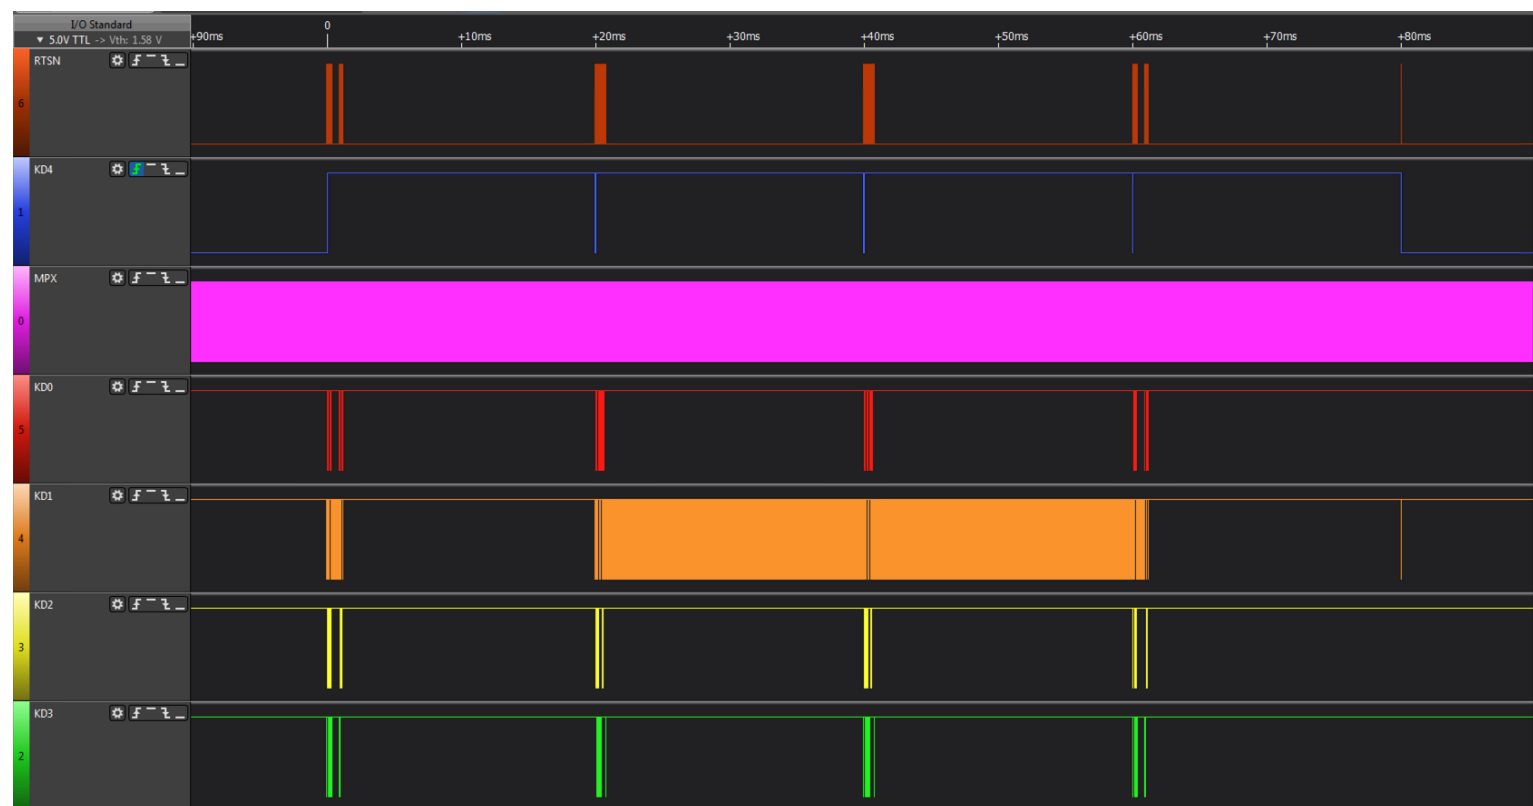 I/O Standard
▼ 5.0V TTL -> Vth: 1.58 V
0
+90ms +10ms +20ms +30ms +40ms +50ms +60ms +70ms +80ms
RTSN
6
KD4
1
MPX
0
KD0
5
KD1
4
KD2
3
KD3
2